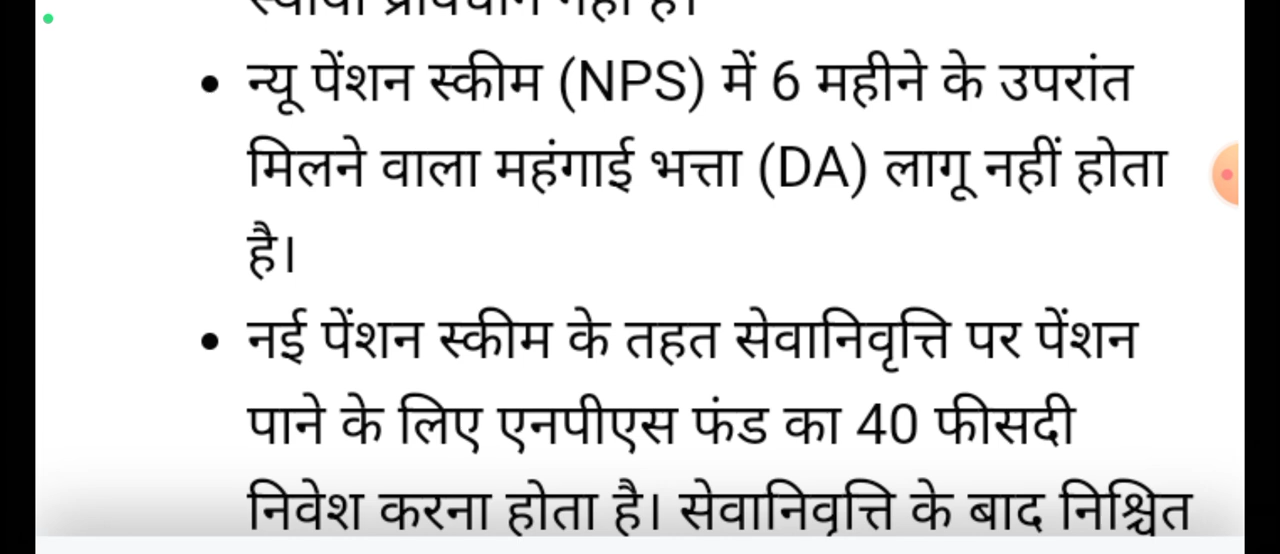 न्यू पेंशन स्कीम (NPS) में 6 महीने के उपरांत
मिलने वाला महंगाई भत्ता (DA) लागू नहीं होता
है।
नई पेंशन स्कीम के तहत सेवानिवृत्ति पर पेंशन
पाने के लिए एनपीएस फंड का 40 फीसदी
निवेश करना होता है। सेवानिवृत्ति के बाद निश्चित